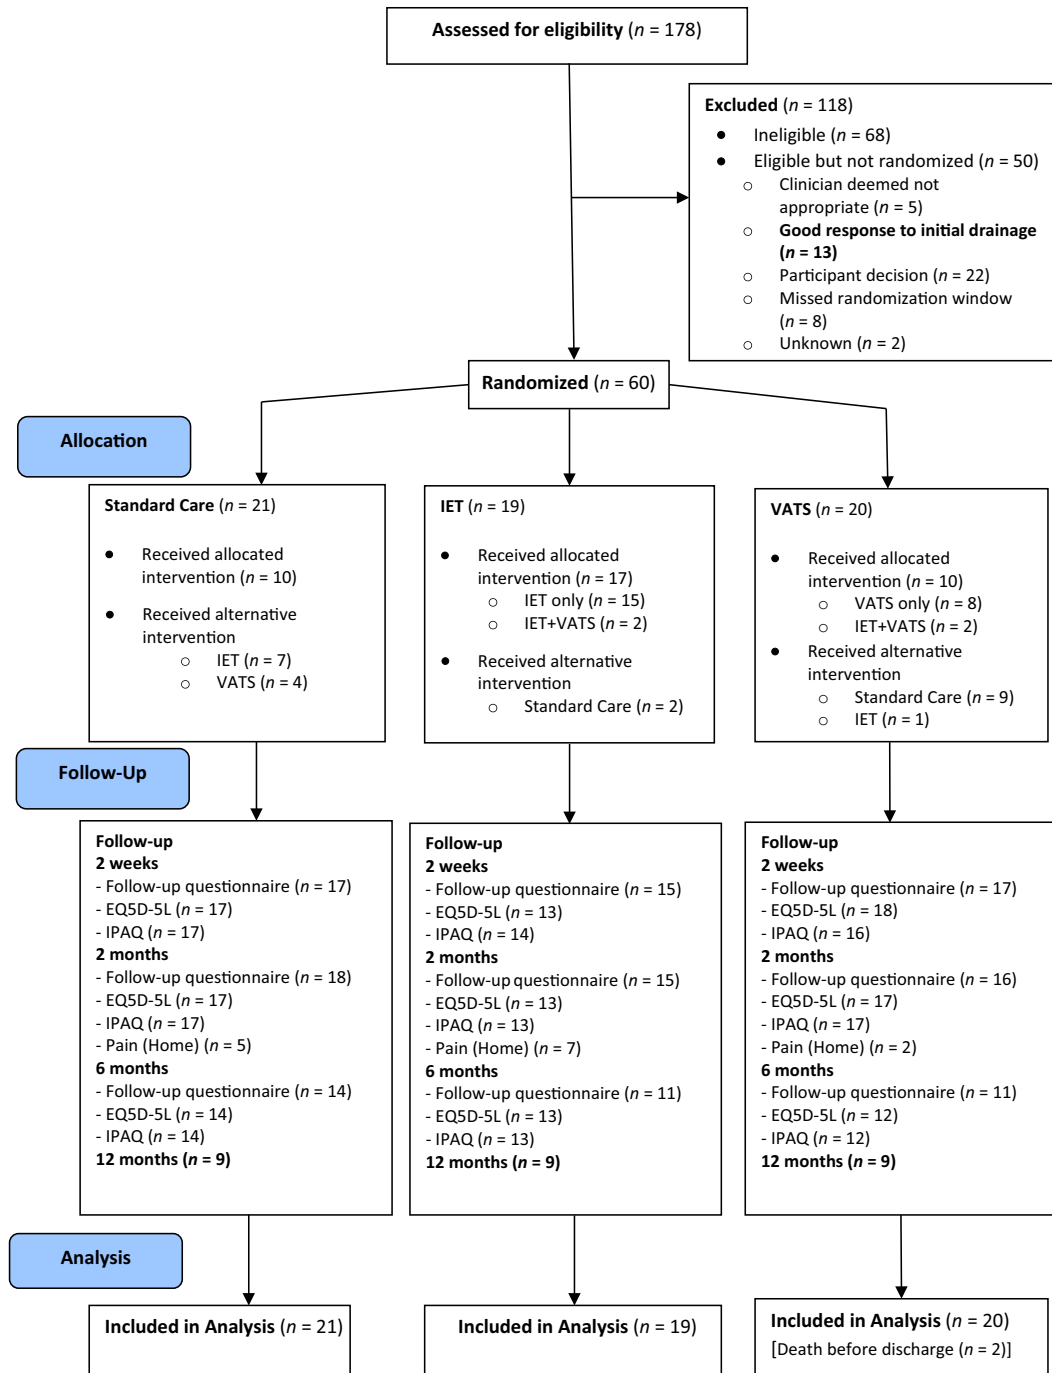 Assessed for eligibility (n = 178)
Excluded (n = 118)
● Ineligible (n = 68)
● Eligible but not randomized (n = 50)
○ Clinician deemed not
appropriate (n = 5)
○ Good response to initial drainage
(n = 13)
○ Participant decision (n = 22)
○ Missed randomization window
(n = 8)
○ Unknown (n = 2)
Randomized (n = 60)
Allocation
Standard Care (n = 21)
● Received allocated
intervention (n = 10)
● Received alternative
intervention
○ IET (n = 7)
○ VATS (n = 4)
IET (n = 19)
● Received allocated
intervention (n = 17)
○ IET only (n = 15)
○ IET+VATS (n = 2)
● Received alternative
intervention
○ Standard Care (n = 2)
VATS (n = 20)
● Received allocated
intervention (n = 10)
○ VATS only (n = 8)
○ IET+VATS (n = 2)
● Received alternative
intervention
○ Standard Care (n = 9)
○ IET (n = 1)
Follow-Up
Follow-up
2 weeks
- Follow-up questionnaire (n = 17)
- EQ5D-5L (n = 17)
- IPAQ (n = 17)
2 months
- Follow-up questionnaire (n = 18)
- EQ5D-5L (n = 17)
- IPAQ (n = 17)
- Pain (Home) (n = 5)
6 months
- Follow-up questionnaire (n = 14)
- EQ5D-5L (n = 14)
- IPAQ (n = 14)
12 months (n = 9)
Follow-up
2 weeks
- Follow-up questionnaire (n = 15)
- EQ5D-5L (n = 13)
- IPAQ (n = 14)
2 months
- Follow-up questionnaire (n = 15)
- EQ5D-5L (n = 13)
- IPAQ (n = 13)
- Pain (Home) (n = 7)
6 months
- Follow-up questionnaire (n = 11)
- EQ5D-5L (n = 13)
- IPAQ (n = 13)
12 months (n = 9)
Follow-up
2 weeks
- Follow-up questionnaire (n = 17)
- EQ5D-5L (n = 18)
- IPAQ (n = 16)
2 months
- Follow-up questionnaire (n = 16)
- EQ5D-5L (n = 17)
- IPAQ (n = 17)
- Pain (Home) (n = 2)
6 months
- Follow-up questionnaire (n = 11)
- EQ5D-5L (n = 12)
- IPAQ (n = 12)
12 months (n = 9)
Analysis
Included in Analysis (n = 21)
Included in Analysis (n = 19)
Included in Analysis (n = 20)
[Death before discharge (n = 2)]